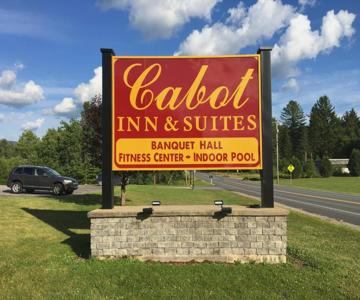 Cabot
INN & SUITES
BANQUET HALL
FITNESS CENTER - INDOOR POOL